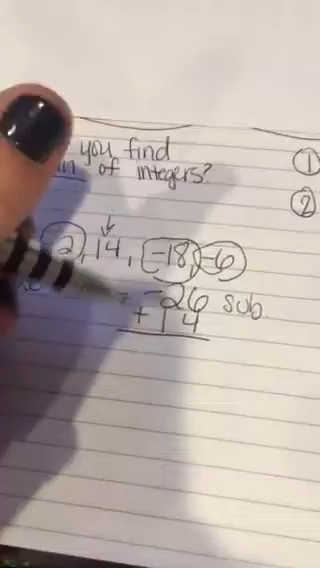 you find
of integers?
①
②
2, 14, -18, -6
-26 sub
+14